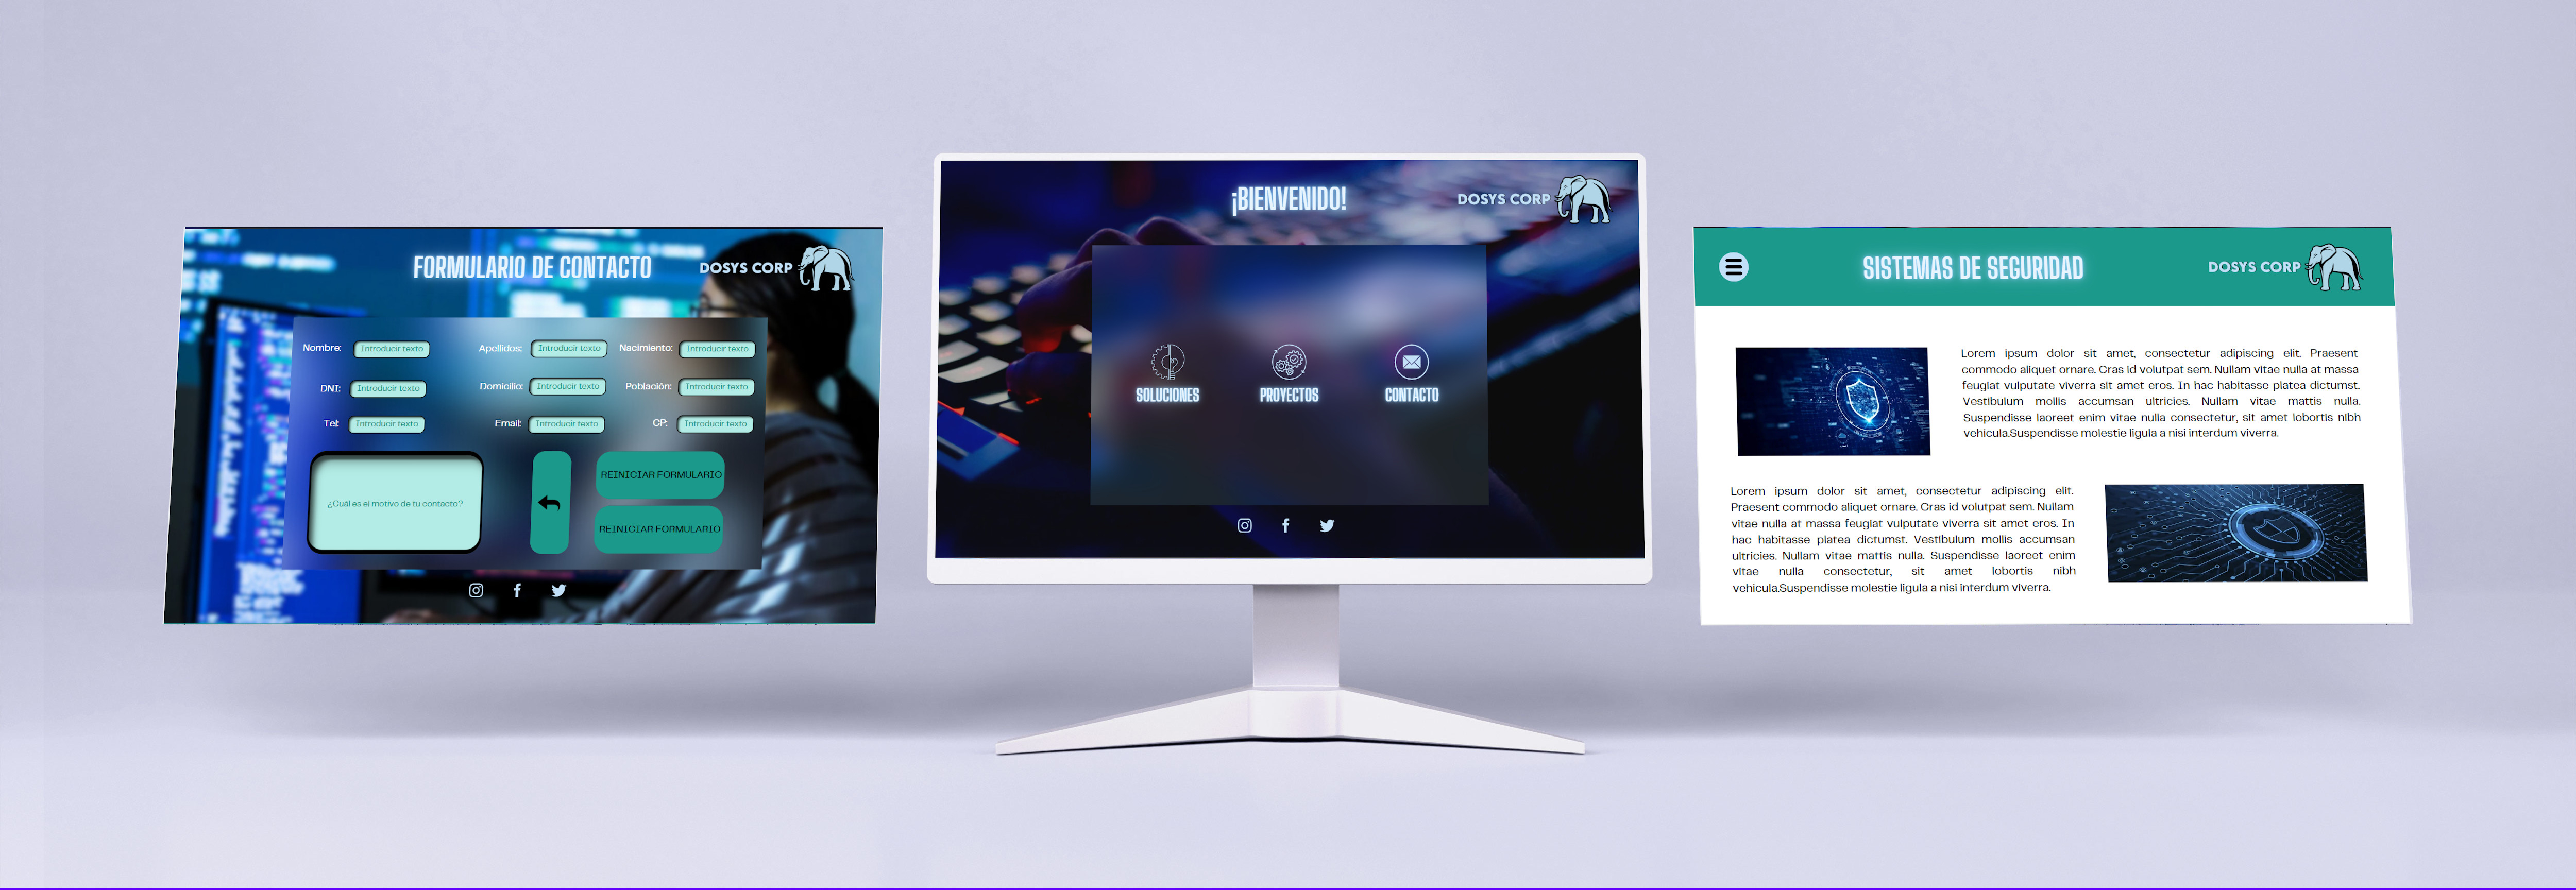 FORMULARIO DE CONTACTO
DOSYS CORP
Nombre: Introducir texto
Apellidos: Introducir texto
Nacimiento: Introducir texto
DNI: Introducir texto
Domicilio: Introducir texto
Población: Introducir texto
Tel: Introducir texto
Email: Introducir texto
CP: Introducir texto
¿Cuál es el motivo de tu contacto?
REINICIAR FORMULARIO
REINICIAR FORMULARIO
¡BIENVENIDO!
DOSYS CORP
SOLUCIONES
PROYECTOS
CONTACTO
SISTEMAS DE SEGURIDAD
DOSYS CORP
Lorem ipsum dolor sit amet, consectetur adipiscing elit. Praesent
commodo aliquet ornare. Cras id volutpat sem. Nullam vitae nulla at massa
feugiat vulputate viverra sit amet eros. In hac habitasse platea dictumst.
Vestibulum mollis accumsan ultricies. Nullam vitae mattis nulla.
Suspendisse laoreet enim vitae nulla consectetur, sit amet lobortis nibh
vehicula.Suspendisse molestie ligula a nisi interdum viverra.
Lorem ipsum dolor sit amet, consectetur adipiscing elit.
Praesent commodo aliquet ornare. Cras id volutpat sem. Nullam
vitae nulla at massa feugiat vulputate viverra sit amet eros. In
hac habitasse platea dictumst. Vestibulum mollis accumsan
ultricies. Nullam vitae mattis nulla. Suspendisse laoreet enim
vitae nulla consectetur, sit amet lobortis nibh
vehicula.Suspendisse molestie ligula a nisi interdum viverra.